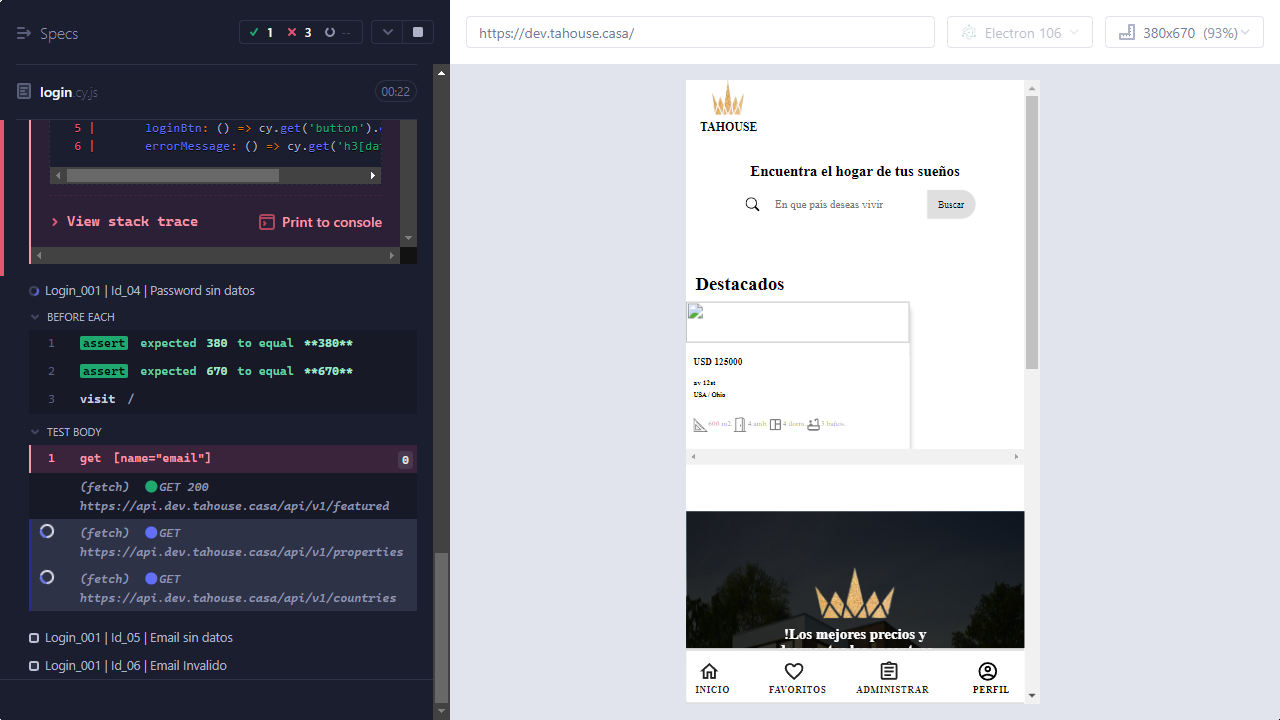 Specs
1
3
--
login.cy.js
00:22
5 | loginBtn: () => cy.get('button').
6 | errorMessage: () => cy.get('h3[dat
> View stack trace
Print to console
Login_001 | Id_04 | Password sin datos
BEFORE EACH
1 assert expected 380 to equal **380**
2 assert expected 670 to equal **670**
3 visit /
TEST BODY
1 get [name="email"] 0
(fetch) GET 200
https://api.dev.tahouse.casa/api/v1/featured
(fetch) GET
https://api.dev.tahouse.casa/api/v1/properties
(fetch) GET
https://api.dev.tahouse.casa/api/v1/countries
Login_001 | Id_05 | Email sin datos
Login_001 | Id_06 | Email Invalido
https://dev.tahouse.casa/
Electron 106
380x670 (93%)
TAHOUSE
Encuentra el hogar de tus sueños
En que país deseas vivir
Buscar
Destacados
USD 125000
av 12st
USA / Ohio
600 m2. 4 amb. 4 dorm. 3 baños.
!Los mejores precios y
INICIO
FAVORITOS
ADMINISTRAR
PERFIL